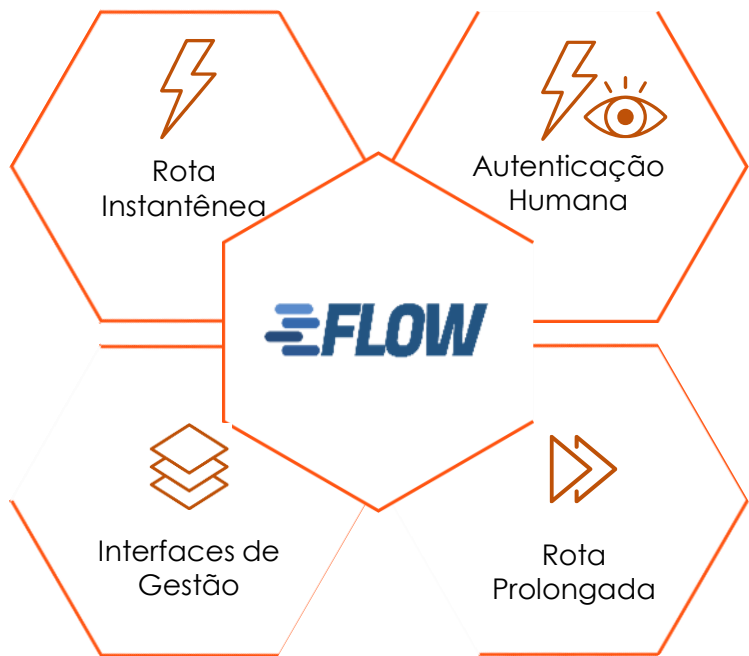 Rota
Instantênea
Autenticação
Humana
FLOW
Interfaces de
Gestão
Rota
Prolongada